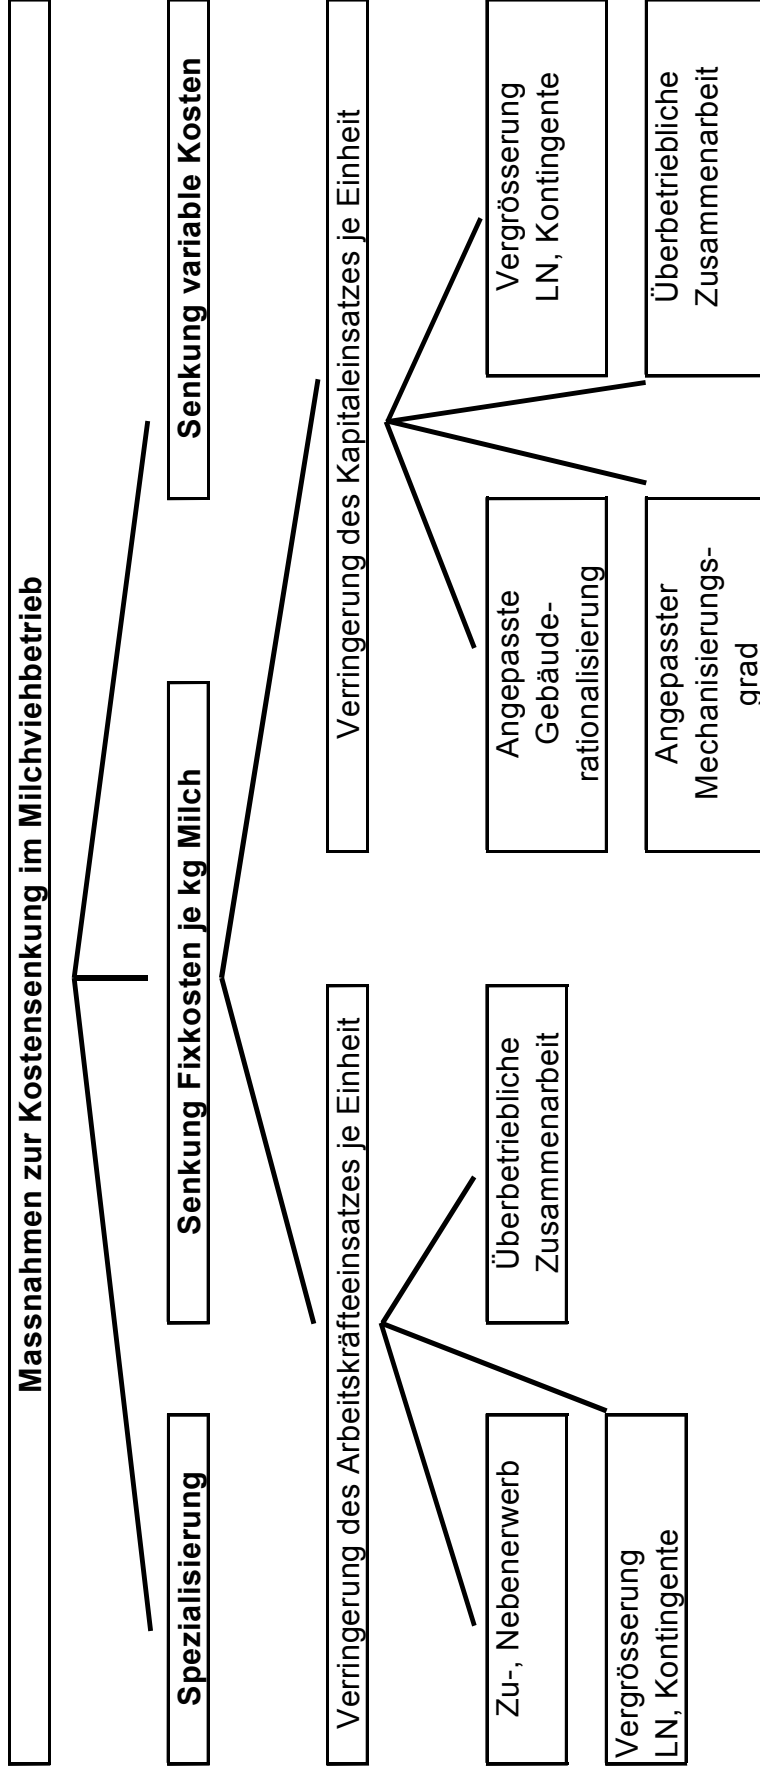 Massnahmen zur Kostensenkung im Milchviehbetrieb
Spezialisierung
Senkung Fixkosten je kg Milch
Senkung variable Kosten
Verringerung des Arbeitskräfteeinsatzes je Einheit
Verringerung des Kapitaleinsatzes je Einheit
Zu-, Nebenerwerb
Überbetriebliche
Zusammenarbeit
Vergrösserung
LN, Kontingente
Angepasste
Gebäude-
rationalisierung
Vergrösserung
LN, Kontingente
Angepasster
Mechanisierungs-
grad
Überbetriebliche
Zusammenarbeit